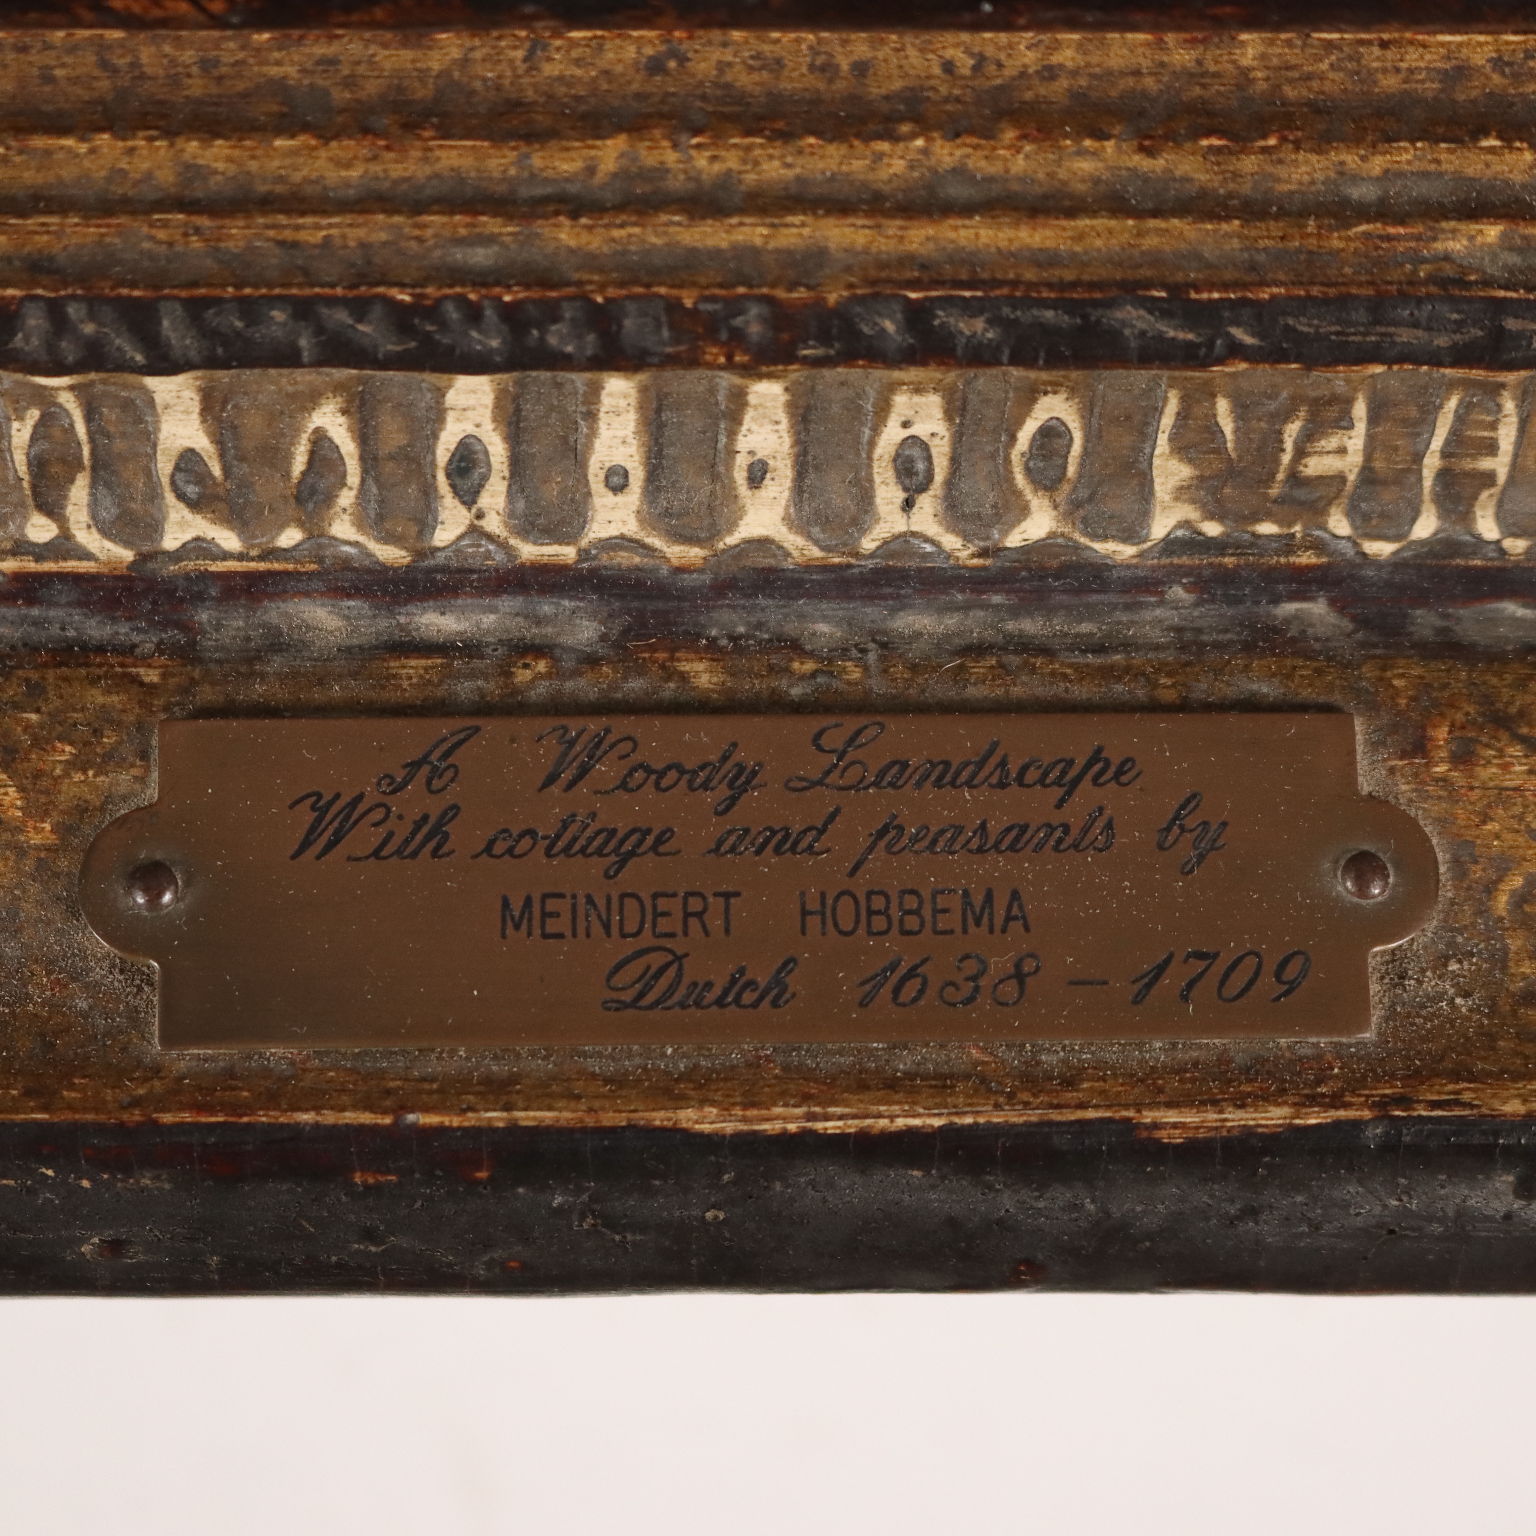 A Woody Landscape
With cottage and peasants by
MEINDERT HOBBEMA
Dutch 1638 - 1709